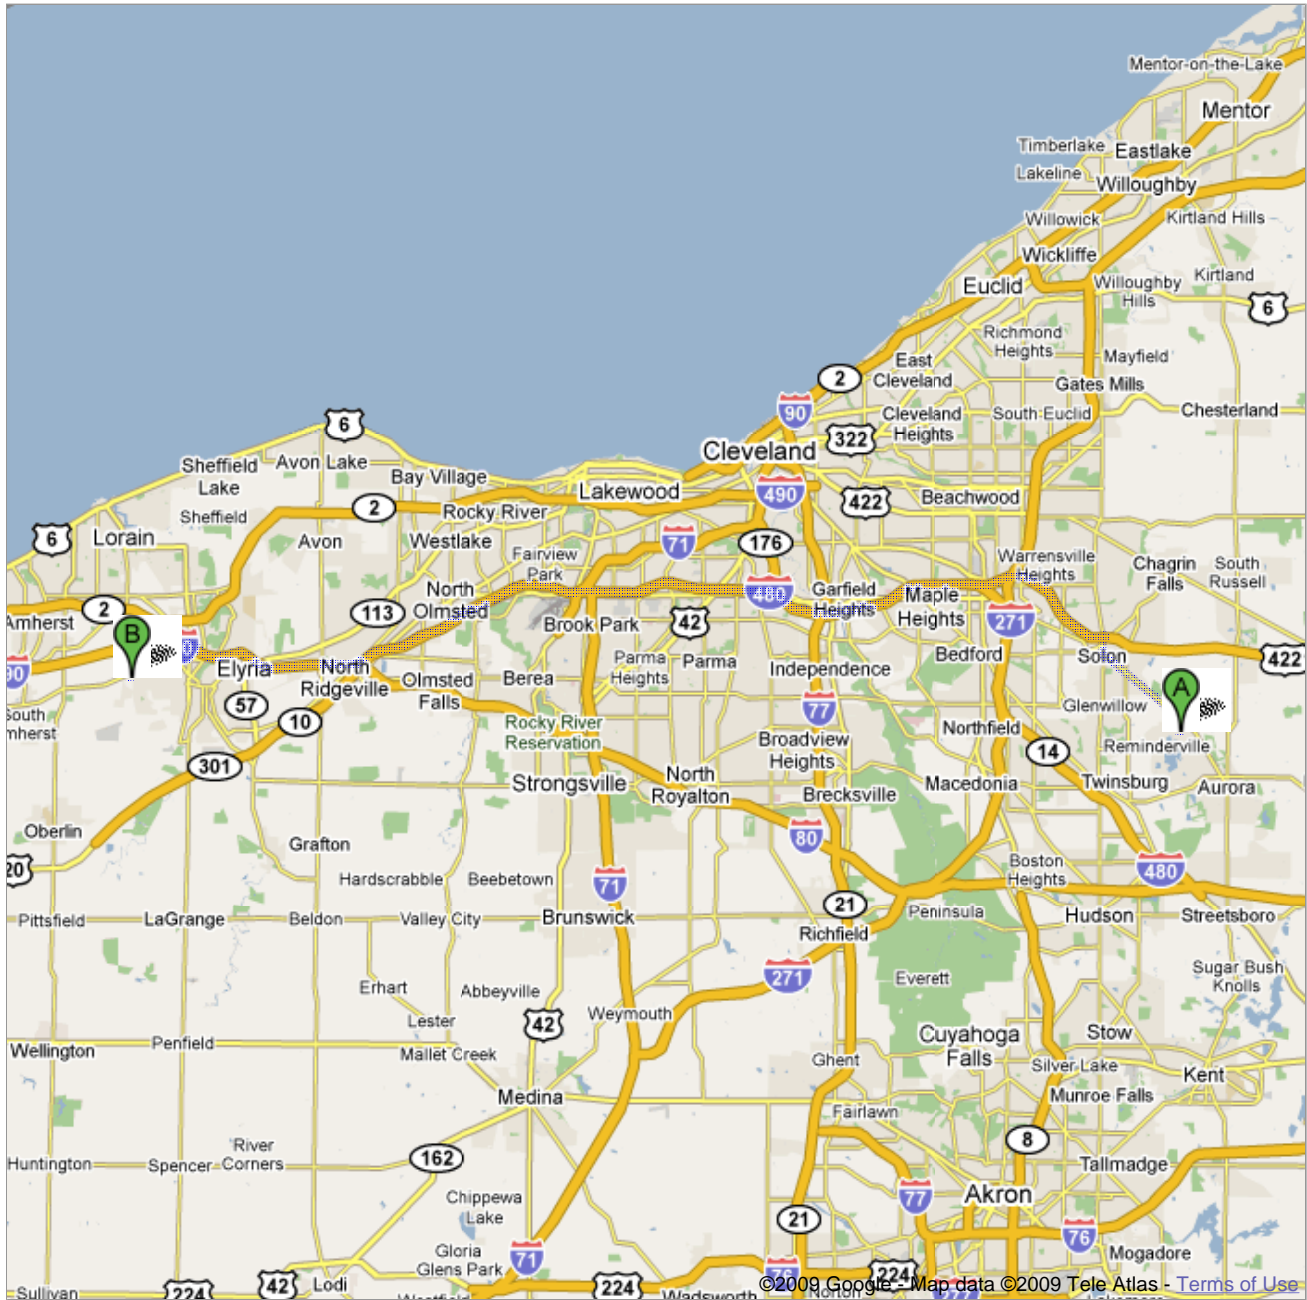 Mentor-on-the-Lake
Mentor
Timberlake
Eastlake
Lakeline
Willoughby
Willowick
Kirtland Hills
Wickliffe
Kirtland
Euclid
Willoughby
Hills
6
Richmond
Heights
Mayfield
East
Cleveland
2
Gates Mills
90
Cleveland
Heights
South Euclid
Chesterland
6
322
Cleveland
Sheffield
Lake
Avon Lake
Bay Village
Lakewood
490
422
Beachwood
2
Rocky River
Sheffield
6
Lorain
Avon
Westlake
Fairview
Park
71
176
Warrensville
Heights
Chagrin
Falls
South
Russell
North
Olmsted
480
Garfield
Heights
Maple
Heights
2
113
Amherst
B
Brook Park
42
271
90
Elyria
North
Ridgeville
Olmsted
Falls
Berea
Parma
Heights
Parma
Independence
Bedford
Solon
422
A
57
10
South
mherst
Rocky River
Reservation
77
Glenwillow
Broadview
Heights
Northfield
14
Reminderville
301
Strongsville
North
Royalton
Brecksville
Macedonia
Twinsburg
Aurora
Oberlin
80
Grafton
20
Hardscrabble
Beebetown
71
Boston
Heights
480
21
Pittsfield
LaGrange
Beldon
Valley City
Brunswick
Peninsula
Hudson
Streetsboro
Richfield
271
Erhart
Abbeyville
Everett
Sugar Bush
Knolls
Lester
42
Weymouth
Wellington
Penfield
Mallet Creek
Cuyahoga
Falls
Stow
Ghent
Silver Lake
Kent
Medina
Munroe Falls
Fairlawn
River
Corners
8
Huntington
Spencer
162
Tallmadge
Chippewa
Lake
77
Akron
21
76
Gloria
Glens Park
71
Mogadore
Sullivan
224
42
Lodi
224
Wadsworth
76
Norton
224
277
©2009 Google - Map data ©2009 Tele Atlas - Terms of Use